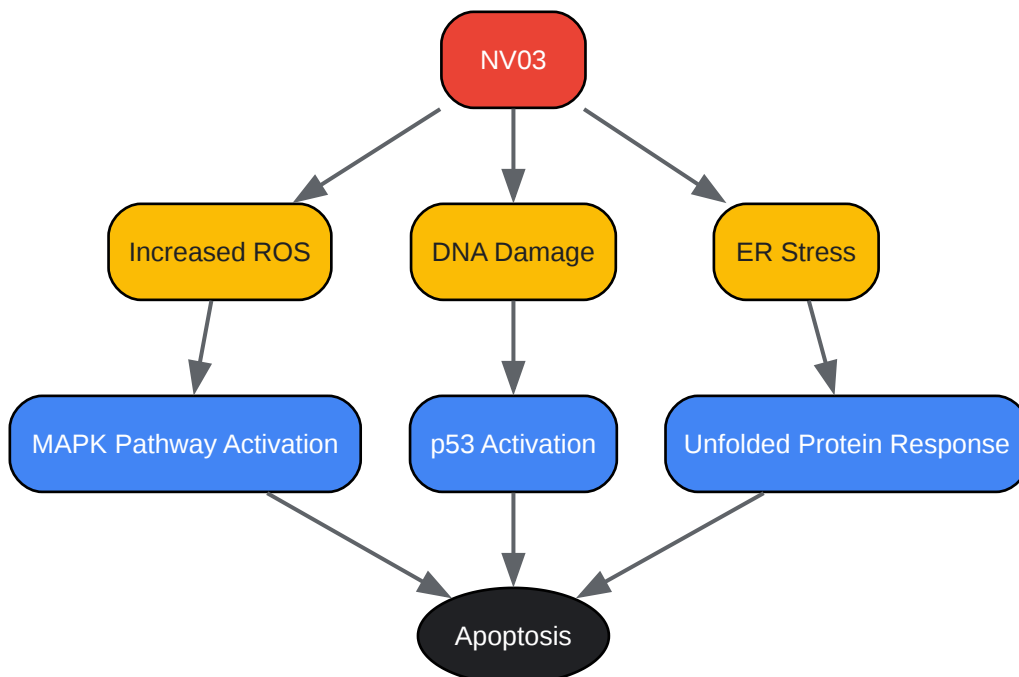 NV03
Increased ROS
DNA Damage
ER Stress
MAPK Pathway Activation
p53 Activation
Unfolded Protein Response
Apoptosis